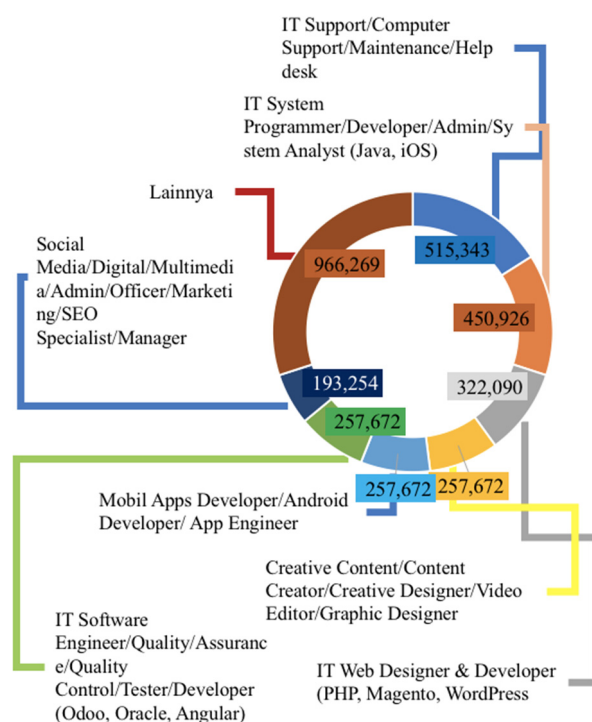 IT Support/Computer
Support/Maintenance/Help
desk
IT System
Programmer/Developer/Admin/Sy
stem Analyst (Java, iOS)
Lainnya
Social
Media/Digital/Multimedi
a/Admin/Officer/Marketi
ng/SEO
Specialist/Manager
515,343
966,269
450,926
193,254
322,090
257,672
257,672
257,672
Mobil Apps Developer/Android
Developer/ App Engineer
Creative Content/Content
Creator/Creative Designer/Video
Editor/Graphic Designer
IT Software
Engineer/Quality/Assuranc
e/Quality
Control/Tester/Developer
(Odoo, Oracle, Angular)
IT Web Designer & Developer
(PHP, Magento, WordPress